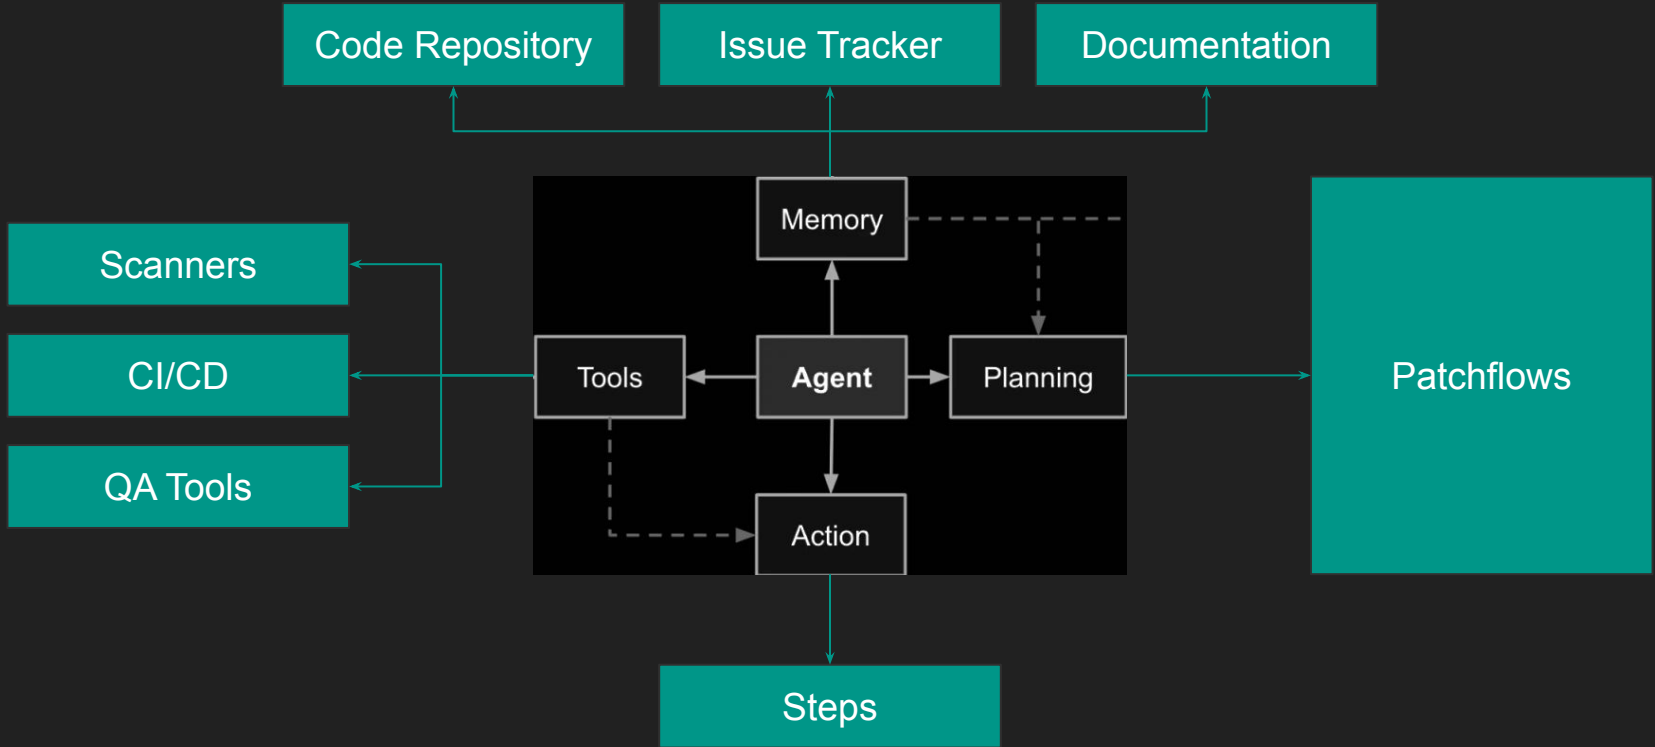 Code Repository
Issue Tracker
Documentation
Memory
Scanners
CI/CD
QA Tools
Tools
Agent
Planning
Patchflows
Action
Steps